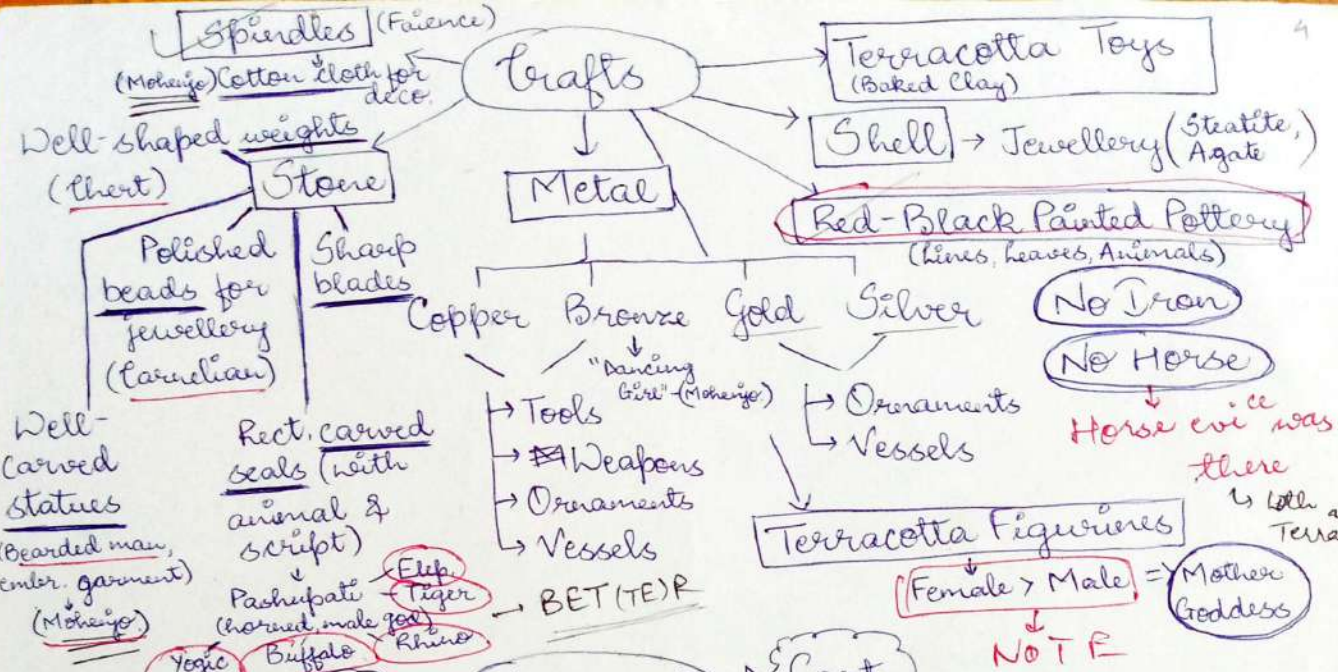 4
Spindles (Faience)
(Mohenjo) Cotton cloth for
deco.
Crafts
Terracotta Toys
(Baked Clay)
Shell → Jewellery (Steatite,
Agate)
Red-Black Painted Pottery
(Lines, Leaves, Animals)
Well-shaped weights
(Chert)
Stone
Polished
beads for
jewellery
(Carnelian)
Sharp
blades
Well-
Carved
statues
(Bearded man,
embr. garment)
(Mohenjo)
Rect. carved
seals (with
animal &
script)
Pashupati
(horned, male god)
Elep.
Tiger
Rhino
Buffalo
Yogic
→ BET(TE)R
Metal
Copper Bronze Gold Silver
"Dancing
Girl" - (Mohenjo.)
→ Tools
→ Weapons
→ Ornaments
→ Vessels
→ Ornaments
→ Vessels
No Iron
No Horse
Horse evice was
there
Terra
Terracotta Figurines
(Female > Male) ⇒ Mother
Goddess
NOTE